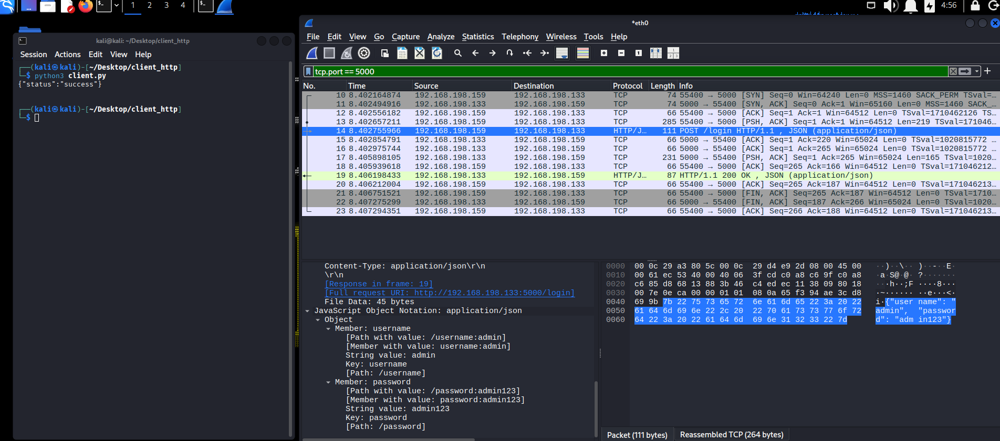 1 2 3 4
4:56
kali@kali: ~/Desktop/client_http
Session Actions Edit View Help
(kali㉿kali)-[~/Desktop/client_http]
$ python3 client.py
{"status":"success"}
(kali㉿kali)-[~/Desktop/client_http]
$
*eth0
File Edit View Go Capture Analyze Statistics Telephony Wireless Tools Help
tcp.port == 5000
No. Time Source Destination Protocol Length Info
10 8.402164874 192.168.198.159 192.168.198.133 TCP 74 55400 → 5000 [SYN] Seq=0 Win=64240 Len=0 MSS=1460 SACK_PERM TSval=…
11 8.402494916 192.168.198.133 192.168.198.159 TCP 74 5000 → 55400 [SYN, ACK] Seq=0 Ack=1 Win=65160 Len=0 MSS=1460 SACK_…
12 8.402556182 192.168.198.159 192.168.198.133 TCP 66 55400 → 5000 [ACK] Seq=1 Ack=1 Win=64512 Len=0 TSval=1710462126 TS…
13 8.402657211 192.168.198.159 192.168.198.133 TCP 285 55400 → 5000 [PSH, ACK] Seq=1 Ack=1 Win=64512 Len=219 TSval=171046…
14 8.402755966 192.168.198.159 192.168.198.133 HTTP/J… 111 POST /login HTTP/1.1 , JSON (application/json)
15 8.402854791 192.168.198.133 192.168.198.159 TCP 66 5000 → 55400 [ACK] Seq=1 Ack=220 Win=65024 Len=0 TSval=1020815772 …
16 8.402975744 192.168.198.133 192.168.198.159 TCP 66 5000 → 55400 [ACK] Seq=1 Ack=265 Win=65024 Len=0 TSval=1020815772 …
17 8.405898105 192.168.198.133 192.168.198.159 TCP 231 5000 → 55400 [PSH, ACK] Seq=1 Ack=265 Win=65024 Len=165 TSval=1020…
18 8.405939618 192.168.198.159 192.168.198.133 TCP 66 55400 → 5000 [ACK] Seq=265 Ack=166 Win=64512 Len=0 TSval=171046212…
19 8.406198433 192.168.198.133 192.168.198.159 HTTP/J… 87 HTTP/1.1 200 OK , JSON (application/json)
20 8.406212004 192.168.198.159 192.168.198.133 TCP 66 55400 → 5000 [ACK] Seq=265 Ack=187 Win=64512 Len=0 TSval=171046213…
21 8.406751521 192.168.198.159 192.168.198.133 TCP 66 55400 → 5000 [FIN, ACK] Seq=265 Ack=187 Win=64512 Len=0 TSval=1710…
22 8.407275299 192.168.198.133 192.168.198.159 TCP 66 5000 → 55400 [FIN, ACK] Seq=187 Ack=266 Win=65024 Len=0 TSval=1020…
23 8.407294351 192.168.198.159 192.168.198.133 TCP 66 55400 → 5000 [ACK] Seq=266 Ack=188 Win=64512 Len=0 TSval=171046213…
Content-Type: application/json\r\n
\r\n
[Response in frame: 19]
[Full request URI: http://192.168.198.133:5000/login]
File Data: 45 bytes
JavaScript Object Notation: application/json
Object
Member: username
[Path with value: /username:admin]
[Member with value: username:admin]
String value: admin
Key: username
[Path: /username]
Member: password
[Path with value: /password:admin123]
[Member with value: password:admin123]
String value: admin123
Key: password
[Path: /password]
0000 00 0c 29 a3 80 5c 00 0c 29 d4 e9 2d 08 00 45 00 ··)··\·· )··-··E·
0010 00 61 ec 53 40 00 40 06 3f cd c0 a8 c6 9f c0 a8 ·a·S@·@· ?·······
0020 c6 85 d8 68 13 88 3b 46 c4 ed ec 11 38 09 80 18 ···h··;F ····8···
0030 00 7e 0e ca 00 00 01 01 08 0a 65 f3 94 ae 3c d8 ·~······ ··e···<·
0040 69 9b 7b 22 75 73 65 72 6e 61 6d 65 22 3a 20 22 i·{"user name": "
0050 61 64 6d 69 6e 22 2c 20 22 70 61 73 73 77 6f 72 admin", "passwor
0060 64 22 3a 20 22 61 64 6d 69 6e 31 32 33 22 7d d": "adm in123"}
Packet (111 bytes) Reassembled TCP (264 bytes)